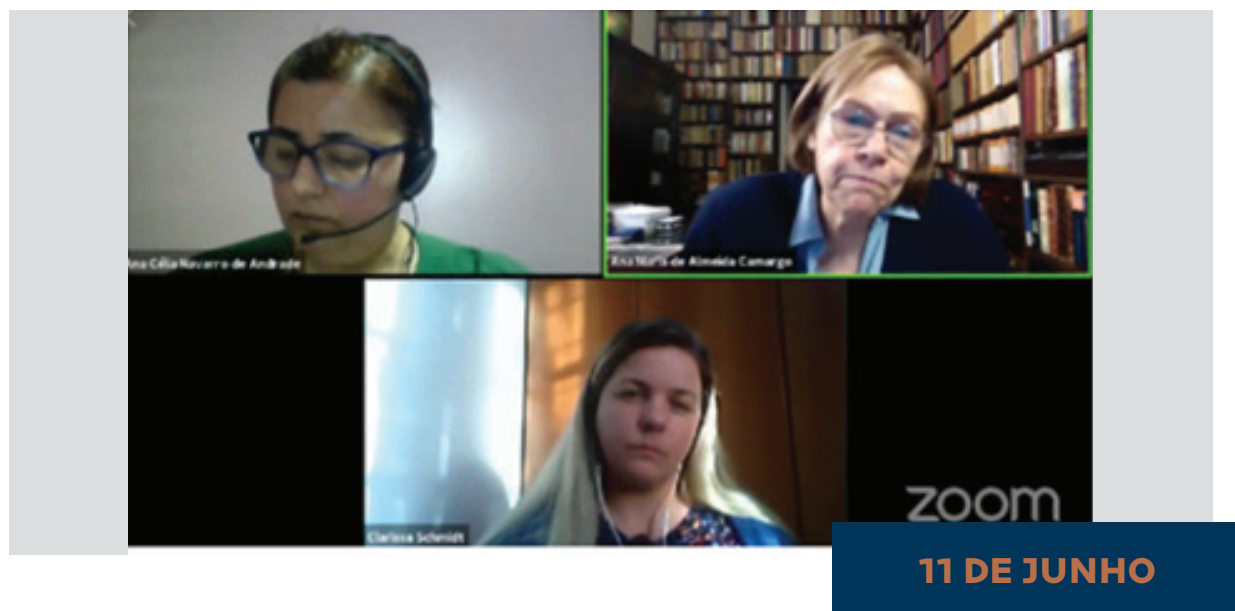 Ana Célia Navarro de Andrade
Ana Maria de Almeida Camargo
Clarissa Schmidt
zoom
11 DE JUNHO